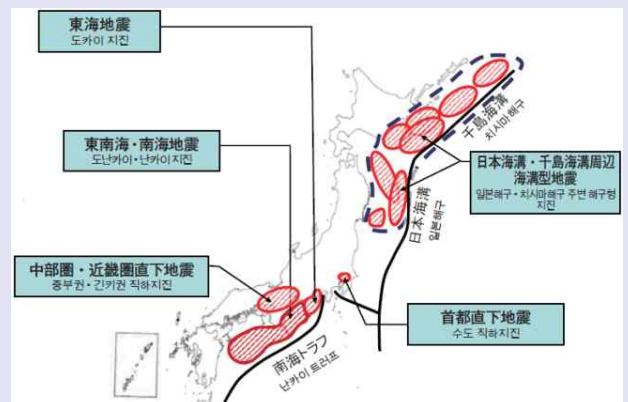 東海地震
도카이 지진
東南海・南海地震
도난카이・난카이지진
中部圏・近畿圏直下地震
중부권・긴키권 직하지진
千島海溝
치시마해구
日本海溝・千島海溝周辺
海溝型地震
일본해구・치시마해구 주변 해구형
지진
日本海溝
일본해구
首都直下地震
수도 직하지진
南海トラフ
난카이 트러프